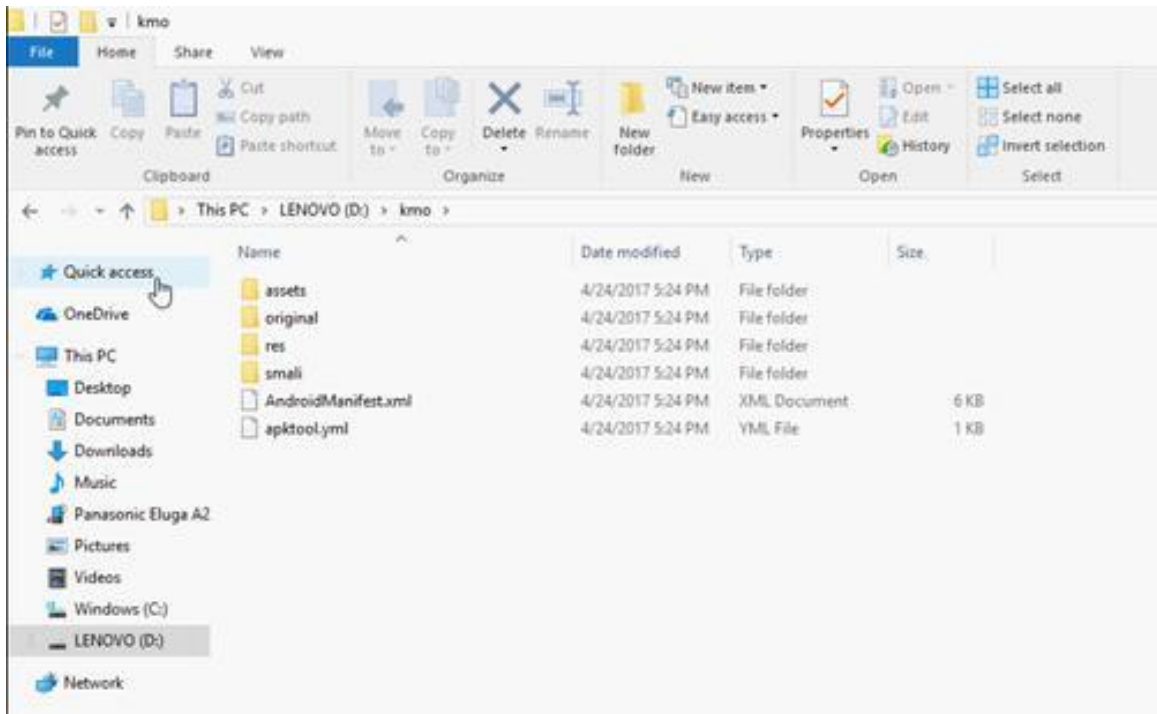 kmo
File Home Share View
Pin to Quick access Copy Paste Cut Copy path Paste shortcut Move to Copy to Delete Rename New folder New item Easy access Properties Open Edit History Select all Select none Invert selection
Clipboard Organize New Open Select
This PC > LENOVO (D:) > kmo >
Name Date modified Type Size
Quick access
OneDrive
This PC
Desktop
Documents
Downloads
Music
Panasonic Eluga A2
Pictures
Videos
Windows (C:)
LENOVO (D:)
Network
assets 4/24/2017 5:24 PM File folder
original 4/24/2017 5:24 PM File folder
res 4/24/2017 5:24 PM File folder
smali 4/24/2017 5:24 PM File folder
AndroidManifest.xml 4/24/2017 5:24 PM XML Document 6 KB
apktool.yml 4/24/2017 5:24 PM YML File 1 KB